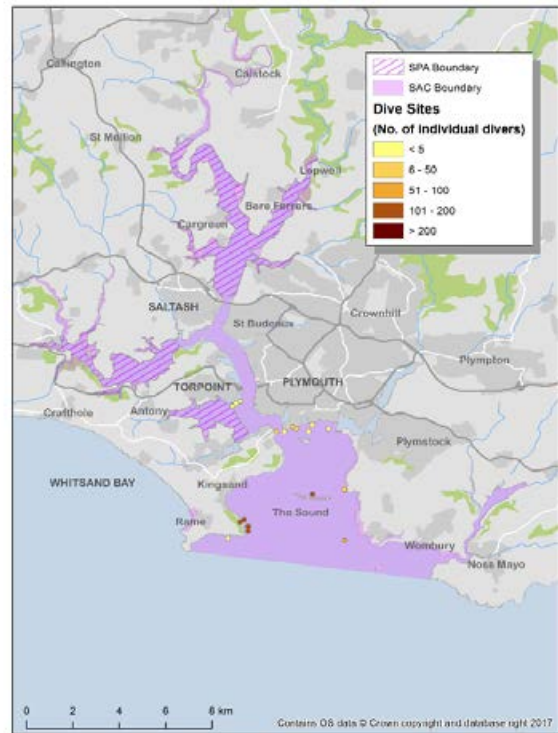 Callington
Calstock
SPA Boundary
SAC Boundary
Dive Sites
(No. of individual divers)
< 5
6 - 50
51 - 100
101 - 200
> 200
St Mellion
Lopwell
Bere Ferrers
Cargreen
SALTASH
St Budeaux
Crownhill
Plympton
TORPOINT
PLYMOUTH
Crafthole
Antony
Plymstock
WHITSAND BAY
Kingsand
The Sound
Rame
Wembury
Noss Mayo
0 2 4 6 8 km
Contains OS data © Crown copyright and database right 2017